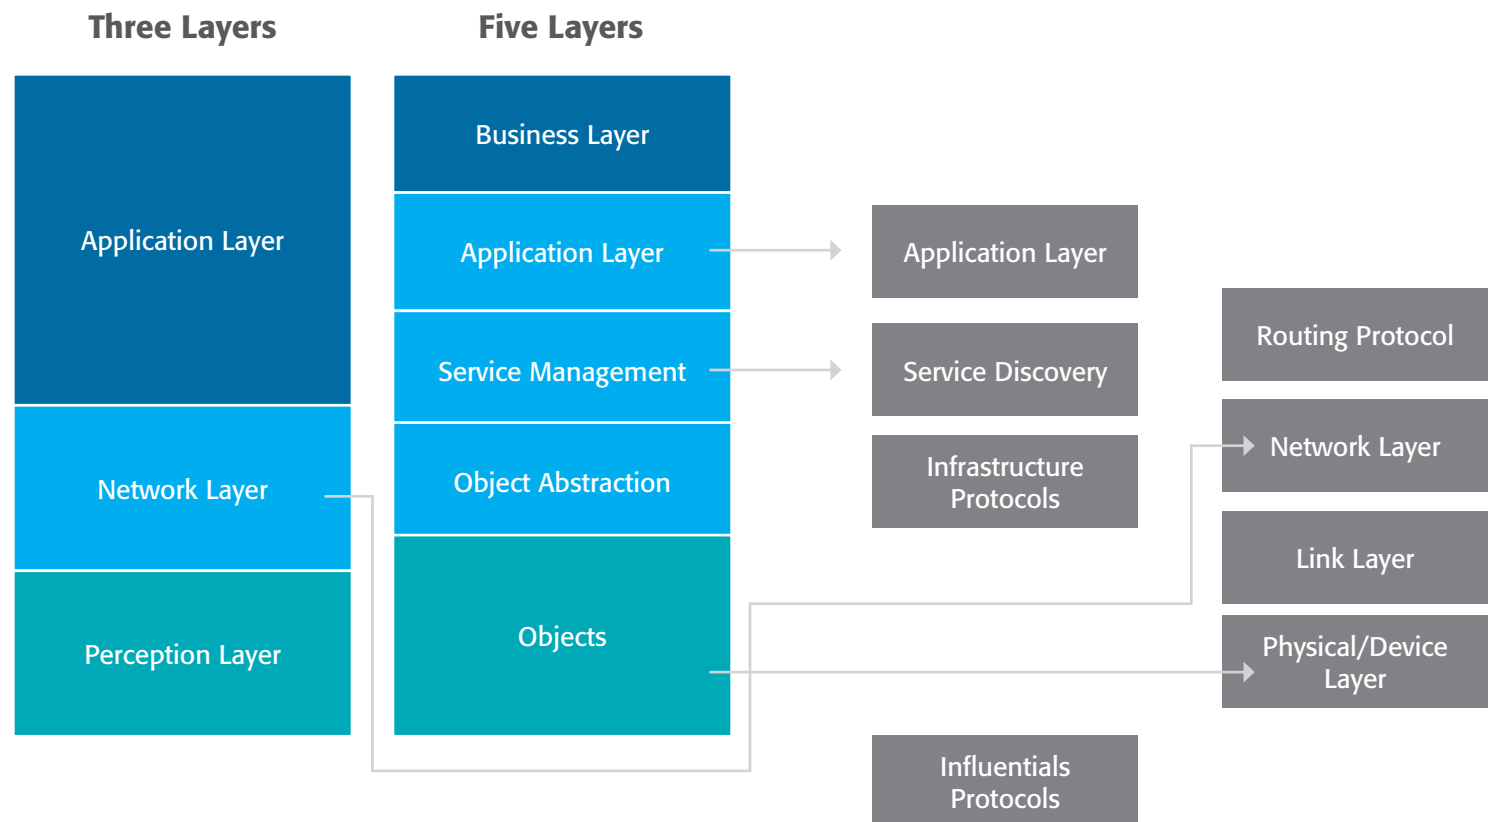 Three Layers
Application Layer
Network Layer
Perception Layer
Five Layers
Business Layer
Application Layer
Service Management
Object Abstraction
Objects
Application Layer
Service Discovery
Infrastructure
Protocols
Influentials
Protocols
Routing Protocol
Network Layer
Link Layer
Physical/Device
Layer